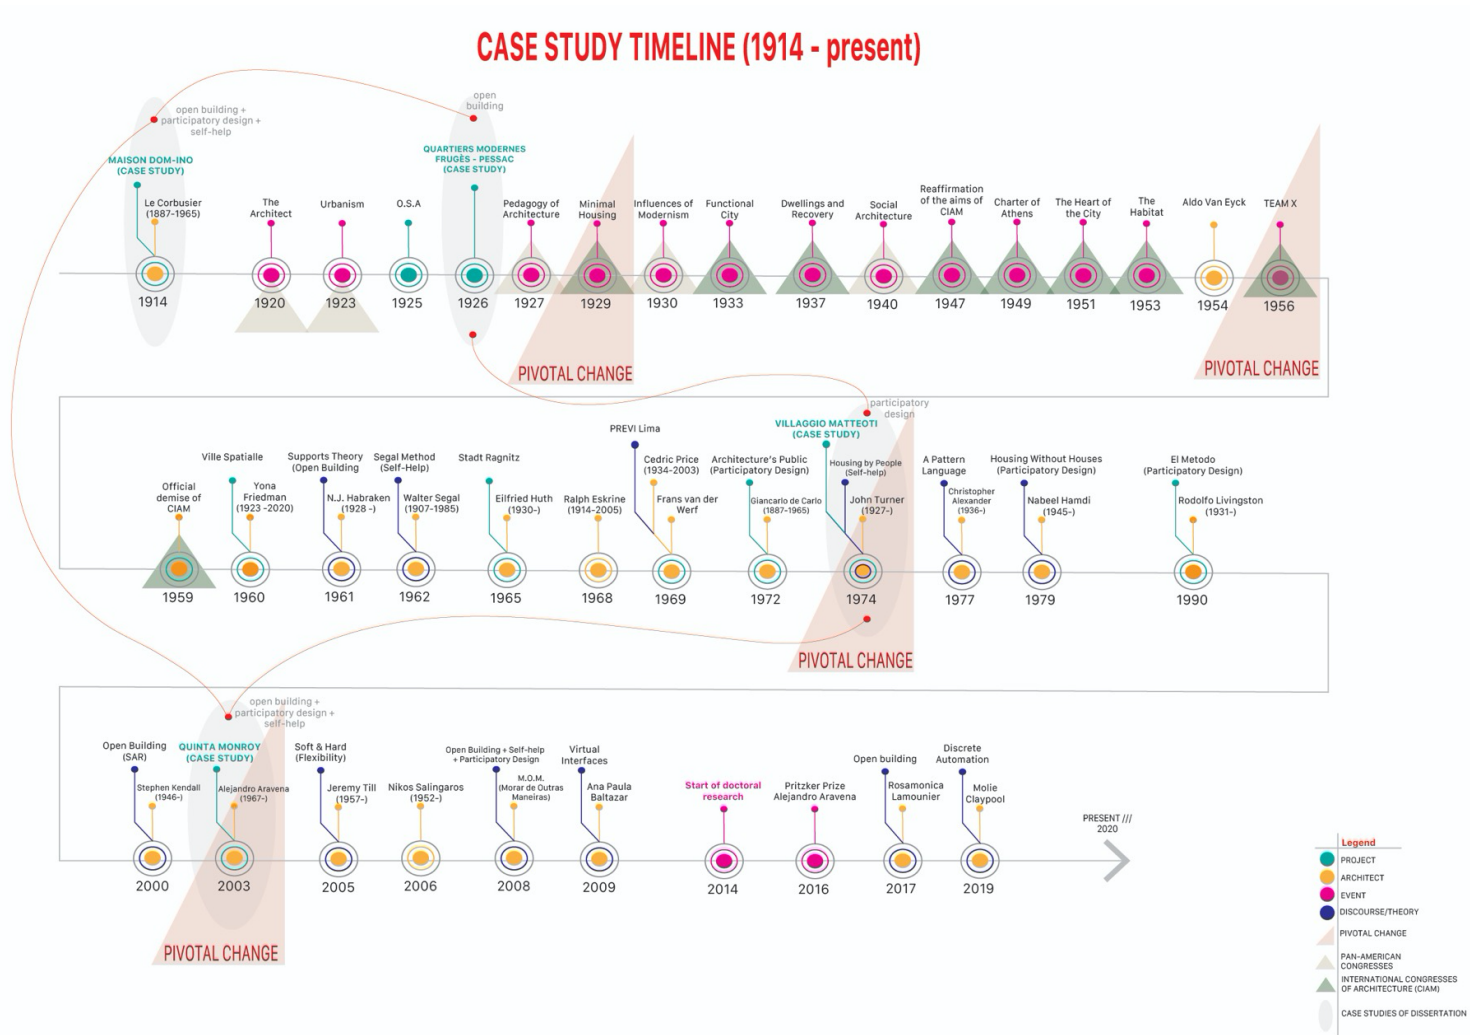 CASE STUDY TIMELINE (1914 - present)
open building +
participatory design +
self-help
open
building
MAISON DOM-INO
(CASE STUDY)
Le Corbusier
(1887-1965)
The
Architect
Urbanism
O.S.A
QUARTIERS MODERNES
FRUGÈS - PESSAC
(CASE STUDY)
Pedagogy of
Architecture
Minimal
Housing
Influences of
Modernism
Functional
City
Dwellings and
Recovery
Social
Architecture
Reaffirmation
of the aims of
CIAM
Charter of
Athens
The Heart of
the City
The
Habitat
Aldo Van Eyck
TEAM X
1914
1920
1923
1925
1926
1927
1929
1930
1933
1937
1940
1947
1949
1951
1953
1954
1956
PIVOTAL CHANGE
PIVOTAL CHANGE
participatory
design
Official
demise of
CIAM
Ville Spatialle
Yona
Friedman
(1923 -2020)
Supports Theory
(Open Building
N.J. Habraken
(1928 -)
Segal Method
(Self-Help)
Walter Segal
(1907-1985)
Stadt Ragnitz
Eilfried Huth
(1930-)
Ralph Eskrine
(1914-2005)
PREVI Lima
Cedric Price
(1934-2003)
Frans van der
Werf
Architecture's Public
(Participatory Design)
Giancarlo de Carlo
(1887-1965)
VILLAGGIO MATTEOTI
(CASE STUDY)
Housing by People
(Self-help)
John Turner
(1927-)
A Pattern
Language
Christopher
Alexander
(1936-)
Housing Without Houses
(Participatory Design)
Nabeel Hamdi
(1945-)
El Metodo
(Participatory Design)
Rodolfo Livingston
(1931-)
1959
1960
1961
1962
1965
1968
1969
1972
1974
1977
1979
1990
PIVOTAL CHANGE
open building +
participatory design +
self-help
Open Building
(SAR)
Stephen Kendall
(1946-)
QUINTA MONROY
(CASE STUDY)
Alejandro Aravena
(1967-)
Soft & Hard
(Flexibility)
Jeremy Till
(1957-)
Nikos Salingaros
(1952-)
Open Building + Self-help
+ Participatory Design
M.O.M.
(Morar de Outras
Maneiras)
Virtual
Interfaces
Ana Paula
Baltazar
Start of doctoral
research
Pritzker Prize
Alejandro Aravena
Open building
Rosamonica
Lamounier
Discrete
Automation
Molie
Claypool
PRESENT ///
2020
2000
2003
2005
2006
2008
2009
2014
2016
2017
2019
PIVOTAL CHANGE
Legend
PROJECT
ARCHITECT
EVENT
DISCOURSE/THEORY
PIVOTAL CHANGE
PAN-AMERICAN
CONGRESSES
INTERNATIONAL CONGRESSES
OF ARCHITECTURE (CIAM)
CASE STUDIES OF DISSERTATION